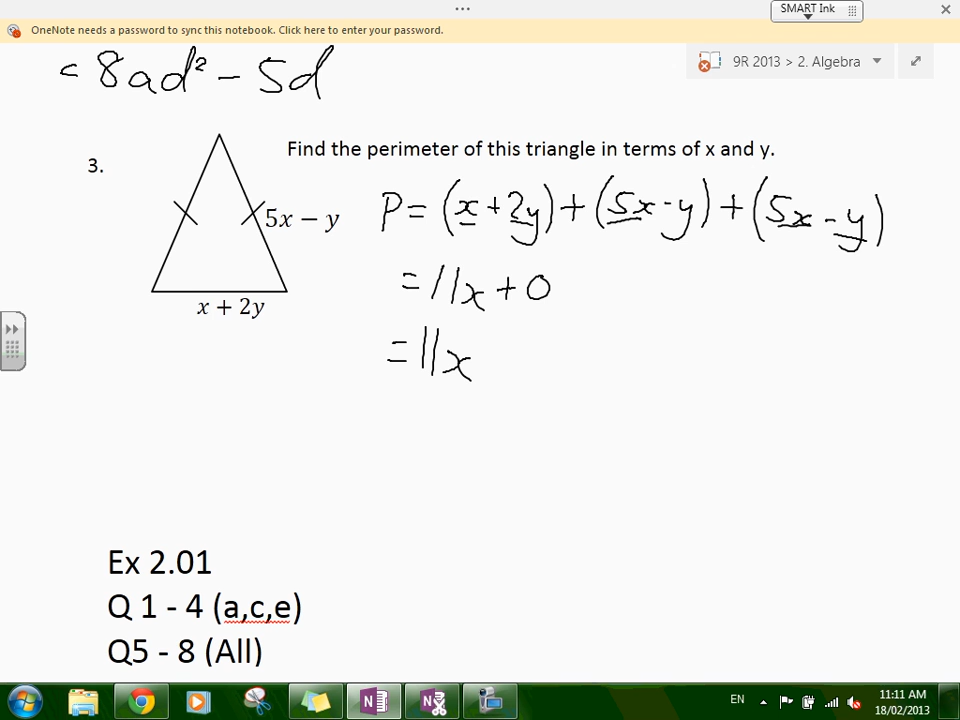 SMART Ink
OneNote needs a password to sync this notebook. Click here to enter your password.
= 8ad² - 5d
9R 2013 > 2. Algebra
3.
Find the perimeter of this triangle in terms of x and y.
5x − y
P = (x + 2y) + (5x - y) + (5x - y)
= 11x + 0
x + 2y
= 11x
Ex 2.01
Q 1 - 4 (a,c,e)
Q5 - 8 (All)
EN
11:11 AM
18/02/2013